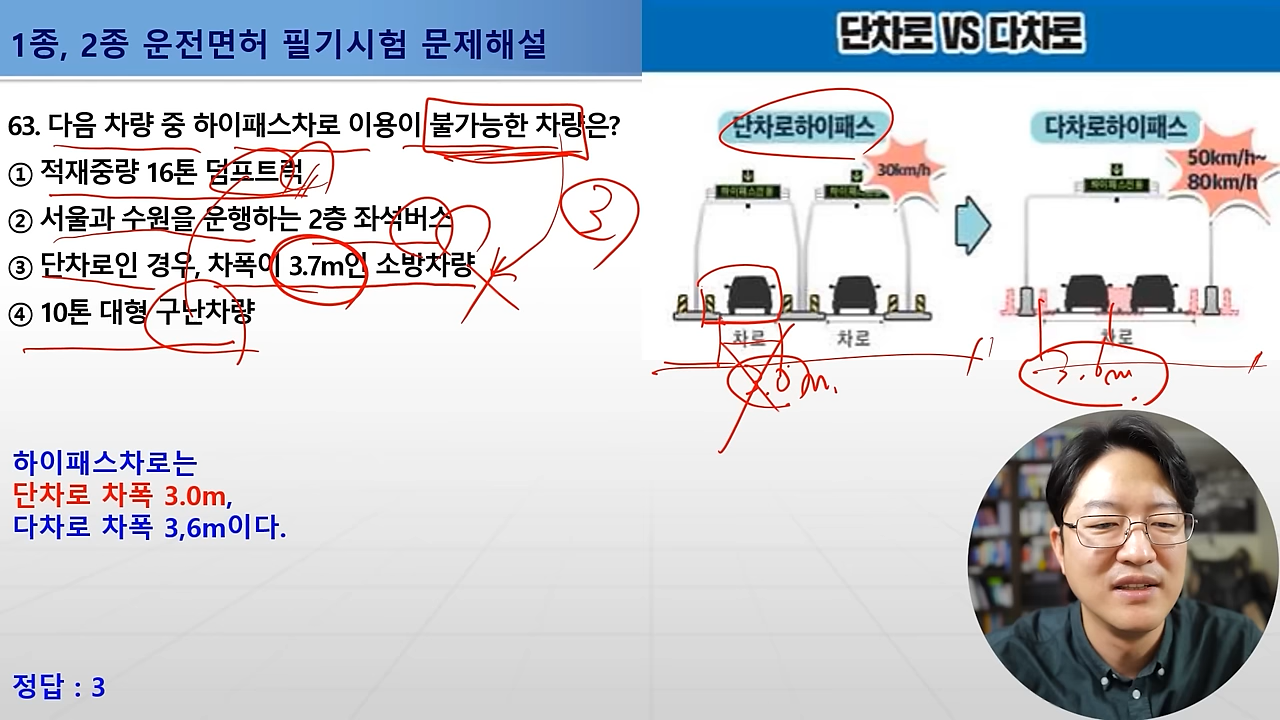 1종, 2종 운전면허 필기시험 문제해설
63. 다음 차량 중 하이패스차로 이용이 불가능한 차량은?
① 적재중량 16톤 덤프트럭
② 서울과 수원을 운행하는 2층 좌석버스
③ 단차로인 경우, 차폭이 3.7m인 소방차량
④ 10톤 대형 구난차량
③
하이패스차로는
단차로 차폭 3.0m,
다차로 차폭 3,6m이다.
정답 : 3
단차로 VS 다차로
단차로하이패스
30km/h
하이패스전용
차로
차로
3.0m.
다차로하이패스
50km/h~
80km/h
하이패스전용
차로
3.6m.